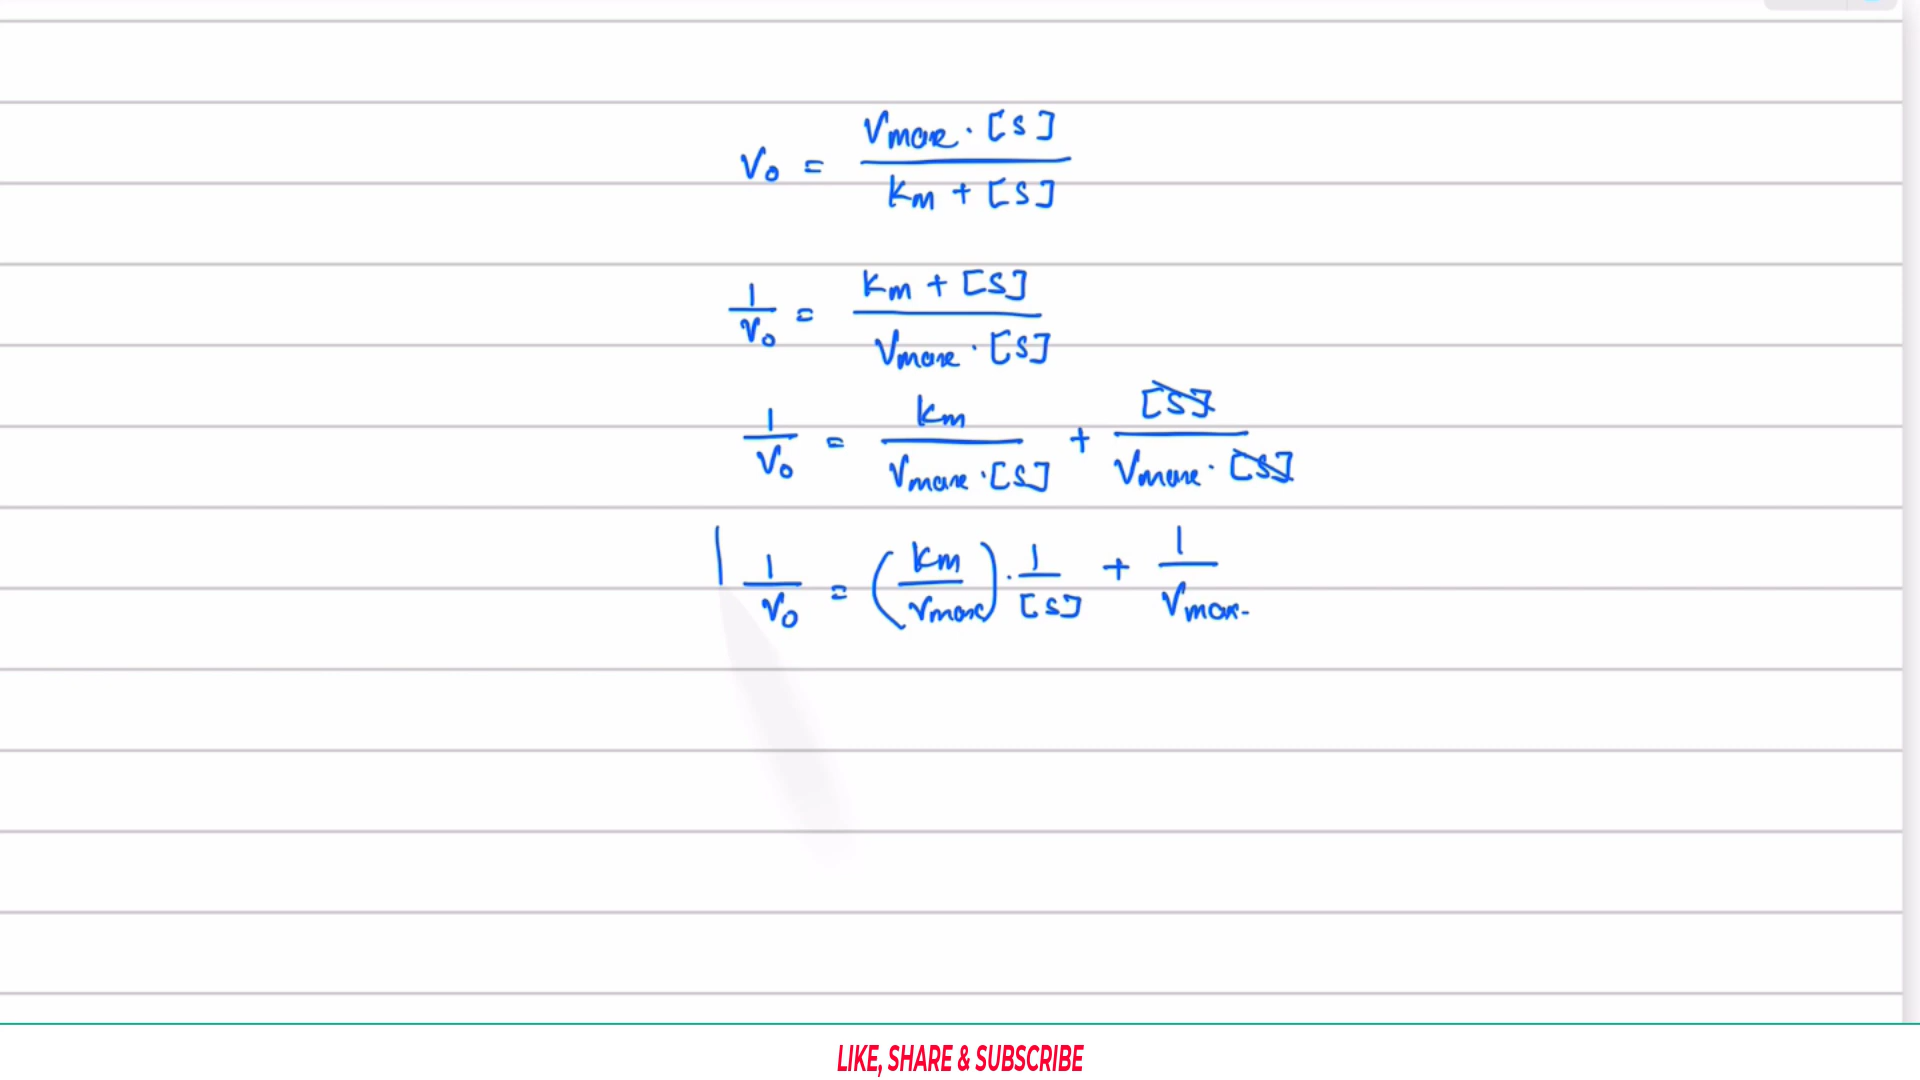 V₀ = Vmax · [S] / Km + [S]
1/V₀ = Km + [S] / Vmax · [S]
1/V₀ = Km / Vmax · [S] + [S] / Vmax · [S]
1/V₀ = (Km/Vmax) · 1/[S] + 1/Vmax
LIKE, SHARE & SUBSCRIBE